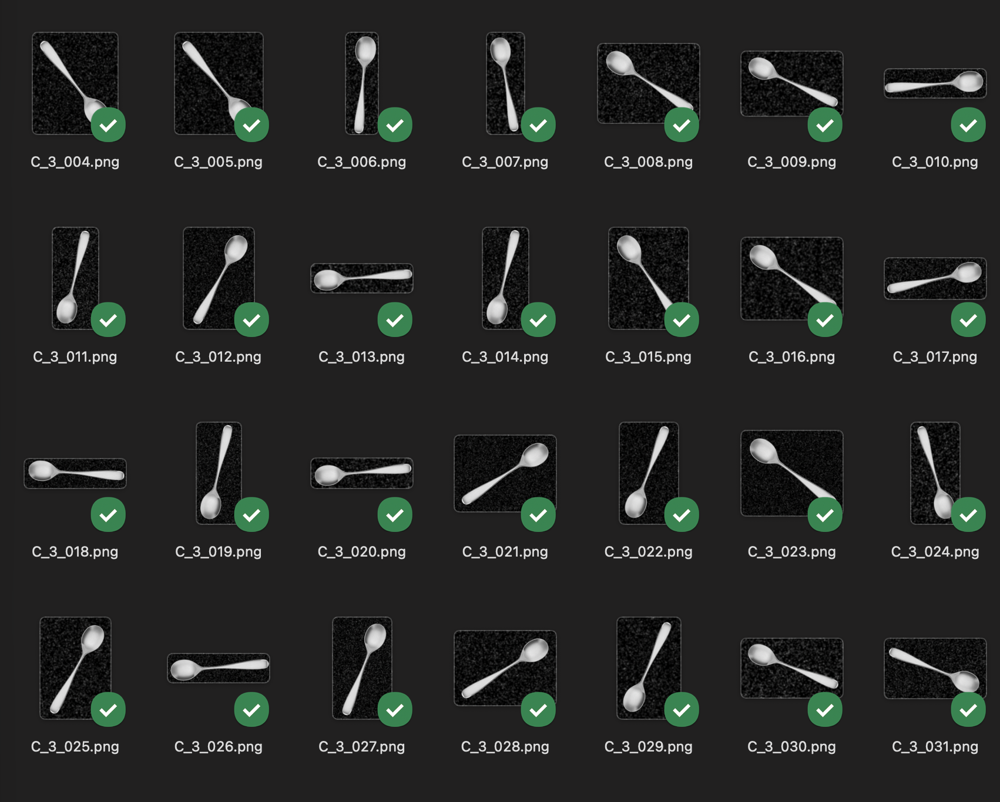 C_3_004.png C_3_005.png C_3_006.png C_3_007.png C_3_008.png C_3_009.png C_3_010.png
C_3_011.png C_3_012.png C_3_013.png C_3_014.png C_3_015.png C_3_016.png C_3_017.png
C_3_018.png C_3_019.png C_3_020.png C_3_021.png C_3_022.png C_3_023.png C_3_024.png
C_3_025.png C_3_026.png C_3_027.png C_3_028.png C_3_029.png C_3_030.png C_3_031.png